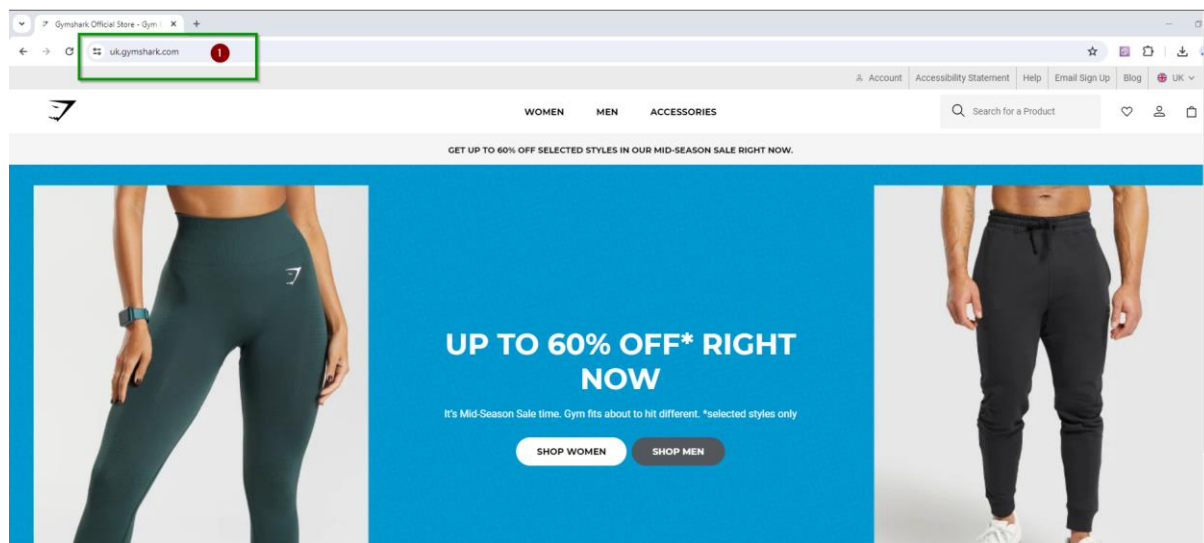 Gymshark Official Store - Gym
uk.gymshark.com
1
Account Accessibility Statement Help Email Sign Up Blog UK
WOMEN MEN ACCESSORIES
Search for a Product
GET UP TO 60% OFF SELECTED STYLES IN OUR MID-SEASON SALE RIGHT NOW.
UP TO 60% OFF* RIGHT
NOW
It's Mid-Season Sale time. Gym fits about to hit different. *selected styles only
SHOP WOMEN SHOP MEN